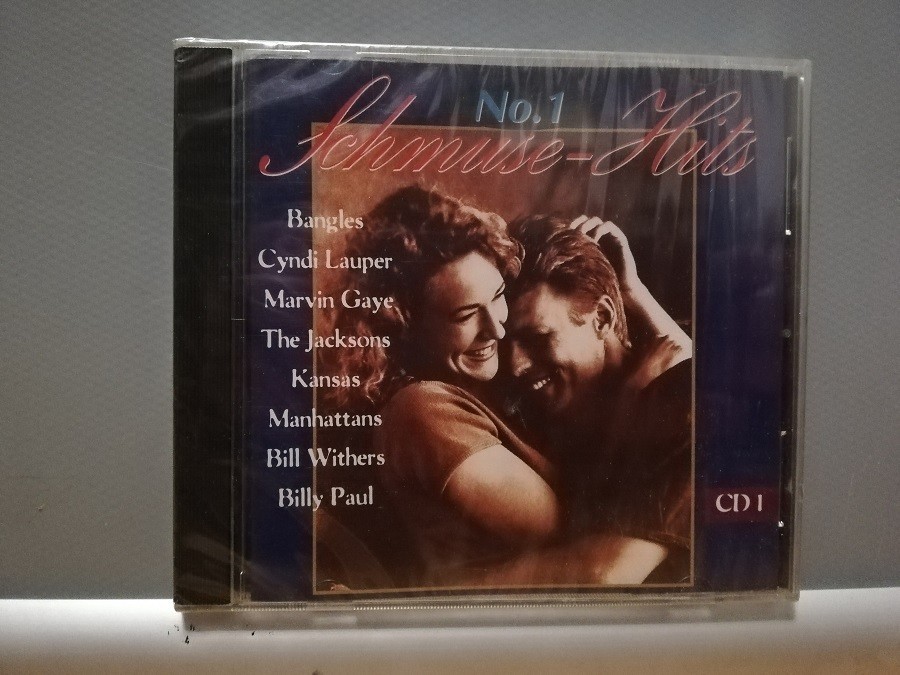 No.1
Schmuse-Hits
Bangles
Cyndi Lauper
Marvin Gaye
The Jacksons
Kansas
Manhattans
Bill Withers
Billy Paul
CD 1